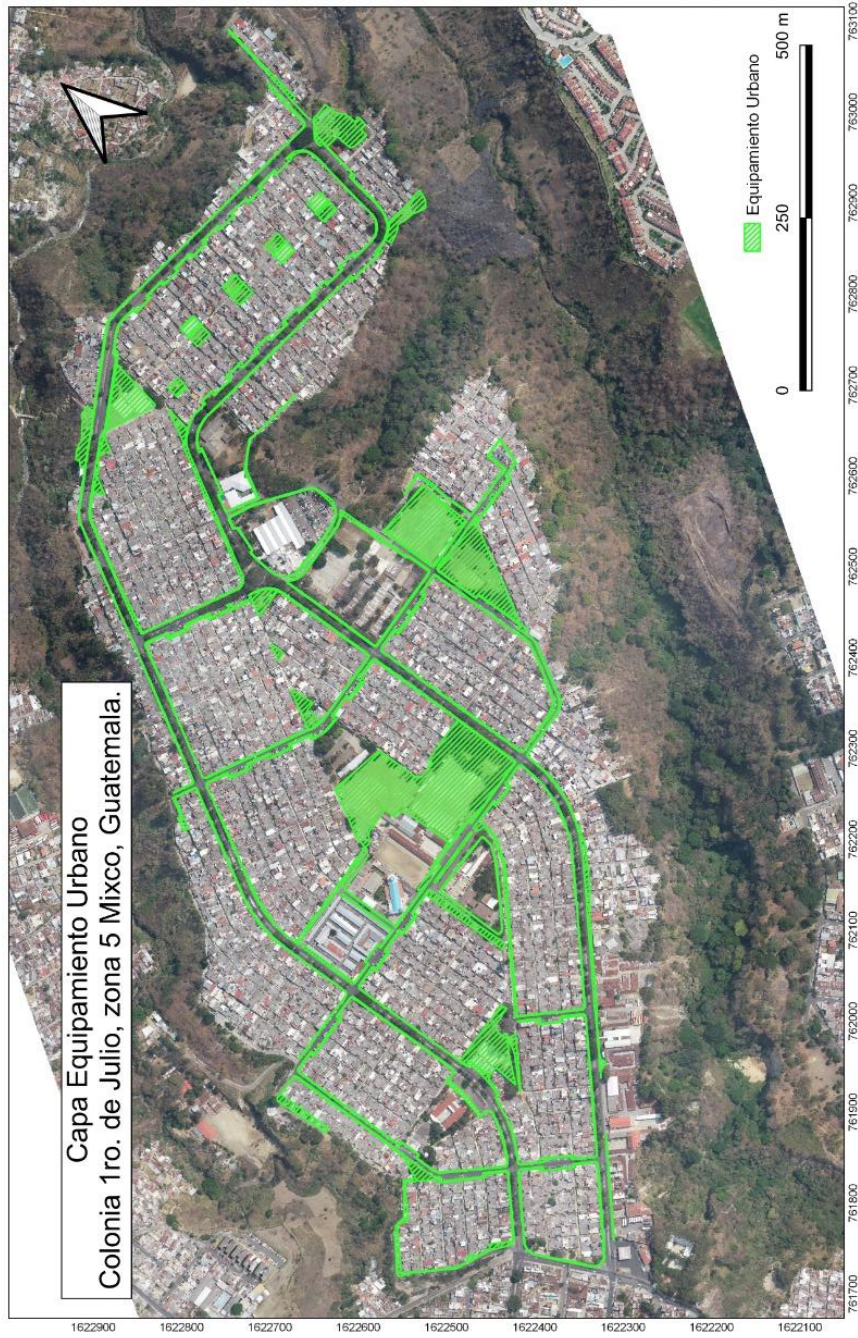 Capa Equipamiento Urbano
Colonia 1ro. de Julio, zona 5 Mixco, Guatemala.
Equipamiento Urbano
0 250 500 m
761700 761800 761900 762000 762100 762200 762300 762400 762500 762600 762700 762800 762900 763000 763100
1622900 1622800 1622700 1622600 1622500 1622400 1622300 1622200 1622100